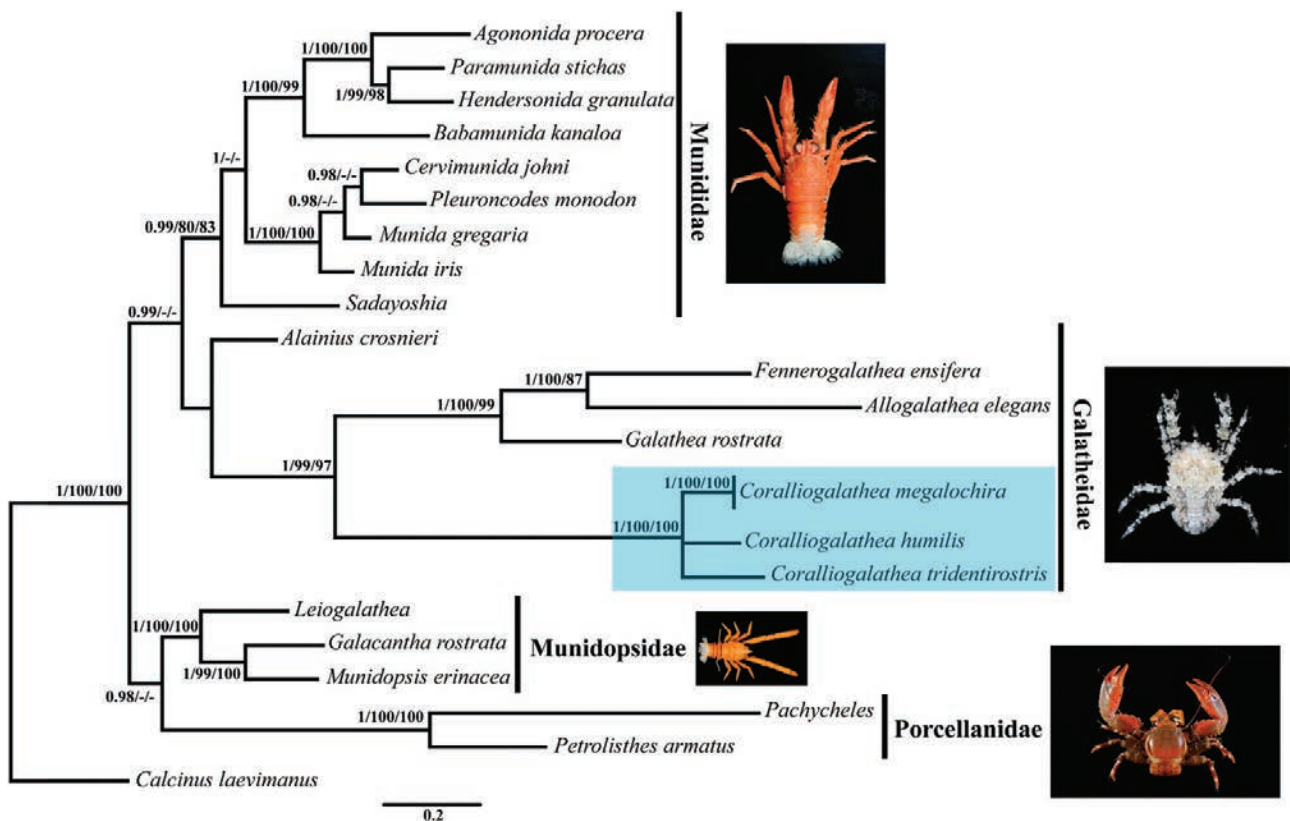 Agononida procera
1/100/100
Paramunida stichas
1/100/99
1/99/98
Hendersonida granulata
Babamunida kanaloa
Munididae
1/-/-
Cervimunida johni
0.98/-/-
Pleuroncodes monodon
0.98/-/-
0.99/80/83
1/100/100
Munida gregaria
Munida iris
Sadayoshia
0.99/-/-
Alainius crosnieri
Fennerogalathea ensifera
1/100/87
1/100/99
Allogalathea elegans
Galathea rostrata
Galatheidae
1/99/97
1/100/100
Coralliogalathea megalochira
1/100/100
1/100/100
Coralliogalathea humilis
Coralliogalathea tridentirostris
Leiogalathea
1/100/100
Galacantha rostrata
Munidopsidae
1/99/100
Munidopsis erinacea
0.98/-/-
1/100/100
Pachycheles
Porcellanidae
Petrolisthes armatus
Calcinus laevimanus
0.2